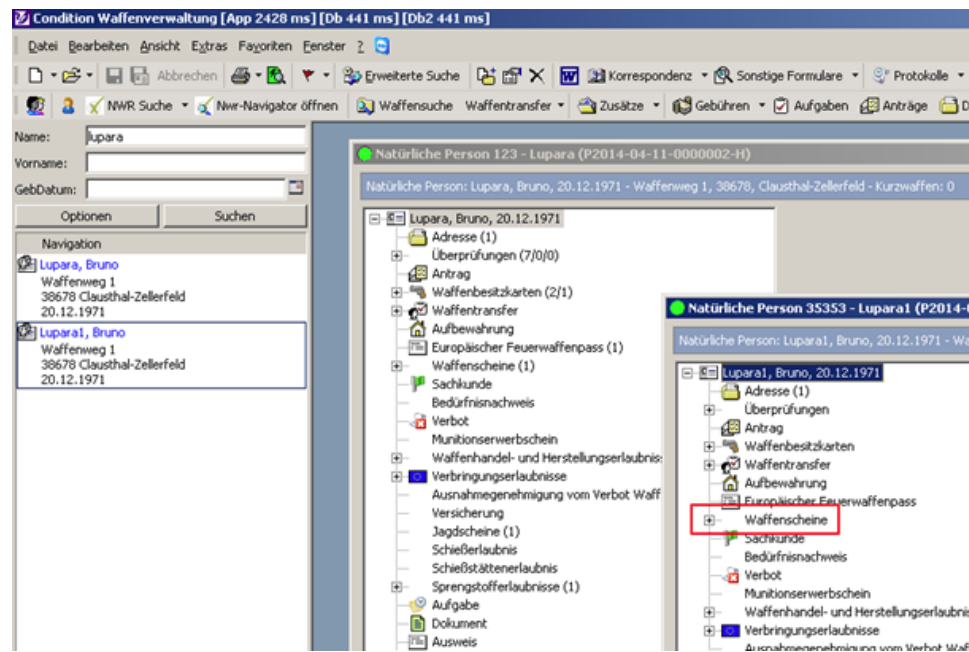 Condition Waffenverwaltung [App 2428 ms] [Db 441 ms] [Db2 441 ms]
Datei Bearbeiten Ansicht Extras Favoriten Fenster ?
Abbrechen Erweiterte Suche Korrespondenz Sonstige Formulare Protokolle
NWR Suche Nwr-Navigator öffnen Waffensuche Waffentransfer Zusätze Gebühren Aufgaben Anträge D
Name: lupara
Vorname:
GebDatum:
Optionen Suchen
Navigation
Lupara, Bruno
Waffenweg 1
38678 Clausthal-Zellerfeld
20.12.1971
Lupara1, Bruno
Waffenweg 1
38678 Clausthal-Zellerfeld
20.12.1971
Natürliche Person 123 - Lupara (P2014-04-11-0000002-H)
Natürliche Person: Lupara, Bruno, 20.12.1971 - Waffenweg 1, 38678, Clausthal-Zellerfeld - Kurzwaffen: 0
Lupara, Bruno, 20.12.1971
Adresse (1)
Überprüfungen (7/0/0)
Antrag
Waffenbesitzkarten (2/1)
Waffentransfer
Aufbewahrung
Europäischer Feuerwaffenpass (1)
Waffenscheine (1)
Sachkunde
Bedürfnisnachweis
Verbot
Munitionserwerbschein
Waffenhandel- und Herstellungserlaubnis
Verbringungserlaubnisse
Ausnahmegenehmigung vom Verbot Waff
Versicherung
Jagdscheine (1)
Schießerlaubnis
Schießstättenerlaubnis
Sprengstofferlaubnisse (1)
Aufgabe
Dokument
Ausweis
Natürliche Person 35353 - Lupara1 (P2014-0
Natürliche Person: Lupara1, Bruno, 20.12.1971 - Wa
Lupara1, Bruno, 20.12.1971
Adresse (1)
Überprüfungen
Antrag
Waffenbesitzkarten
Waffentransfer
Aufbewahrung
Europäischer Feuerwaffenpass
Waffenscheine
Sachkunde
Bedürfnisnachweis
Verbot
Munitionserwerbschein
Waffenhandel- und Herstellungserlaubnis
Verbringungserlaubnisse
Ausnahmegenehmigung vom Verbot Waf